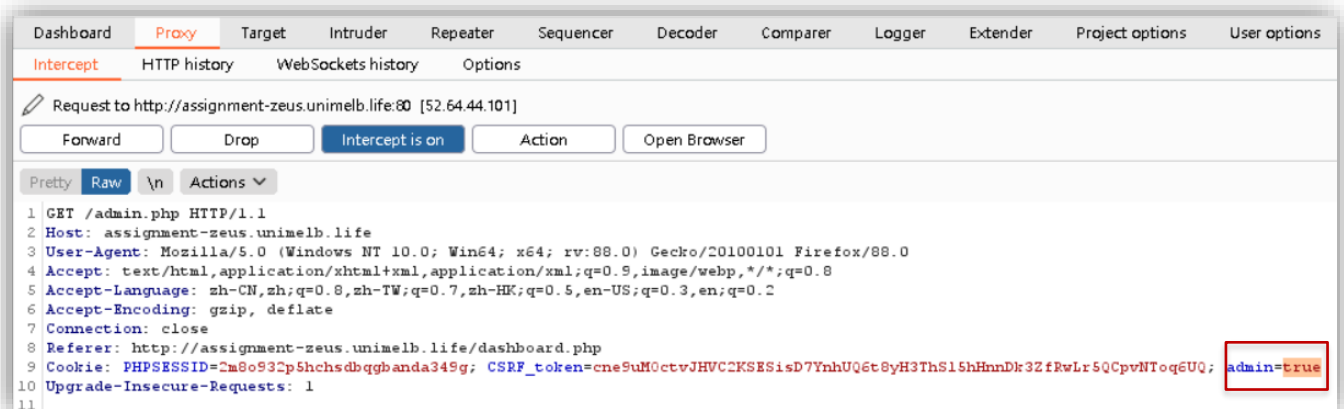 Dashboard Proxy Target Intruder Repeater Sequencer Decoder Comparer Logger Extender Project options User options
Intercept HTTP history WebSockets history Options
Request to http://assignment-zeus.unimelb.life:80 [52.64.44.101]
Forward Drop Intercept is on Action Open Browser
Pretty Raw \n Actions
1 GET /admin.php HTTP/1.1
2 Host: assignment-zeus.unimelb.life
3 User-Agent: Mozilla/5.0 (Windows NT 10.0; Win64; x64; rv:88.0) Gecko/20100101 Firefox/88.0
4 Accept: text/html,application/xhtml+xml,application/xml;q=0.9,image/webp,*/*;q=0.8
5 Accept-Language: zh-CN,zh;q=0.8,zh-TW;q=0.7,zh-HK;q=0.5,en-US;q=0.3,en;q=0.2
6 Accept-Encoding: gzip, deflate
7 Connection: close
8 Referer: http://assignment-zeus.unimelb.life/dashboard.php
9 Cookie: PHPSESSID=2m8o932p5hchsdbqgbanda349g; CSRF_token=cne9uM0ctvJHVC2KSESisD7YnhUQ6t8yH3ThSl5hHnnDk3ZfRwLr5QCpvNToq6UQ; admin=true
10 Upgrade-Insecure-Requests: 1
11